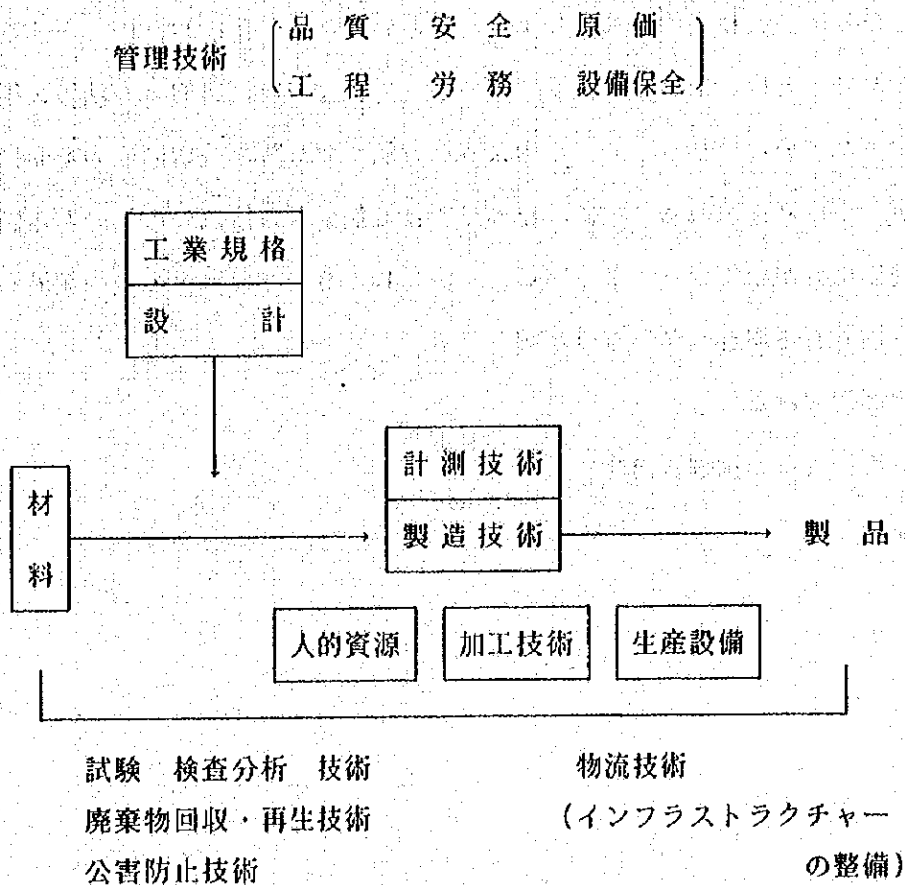 品質 安全 原価
管理技術
工程 労務 設備保全
工業規格
設計
計測技術
材料
製造技術
製品
人的資源 加工技術 生産設備
試験 検査分析 技術
物流技術
廃棄物回収・再生技術
(インフラストラクチャー
公害防止技術
の整備)